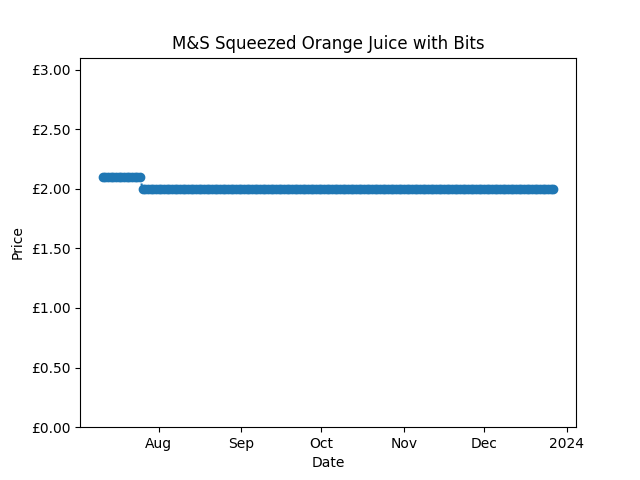 M&S Squeezed Orange Juice with Bits
£3.00
£2.50
£2.00
£1.50
£1.00
£0.50
£0.00
Price
Aug Sep Oct Nov Dec 2024
Date